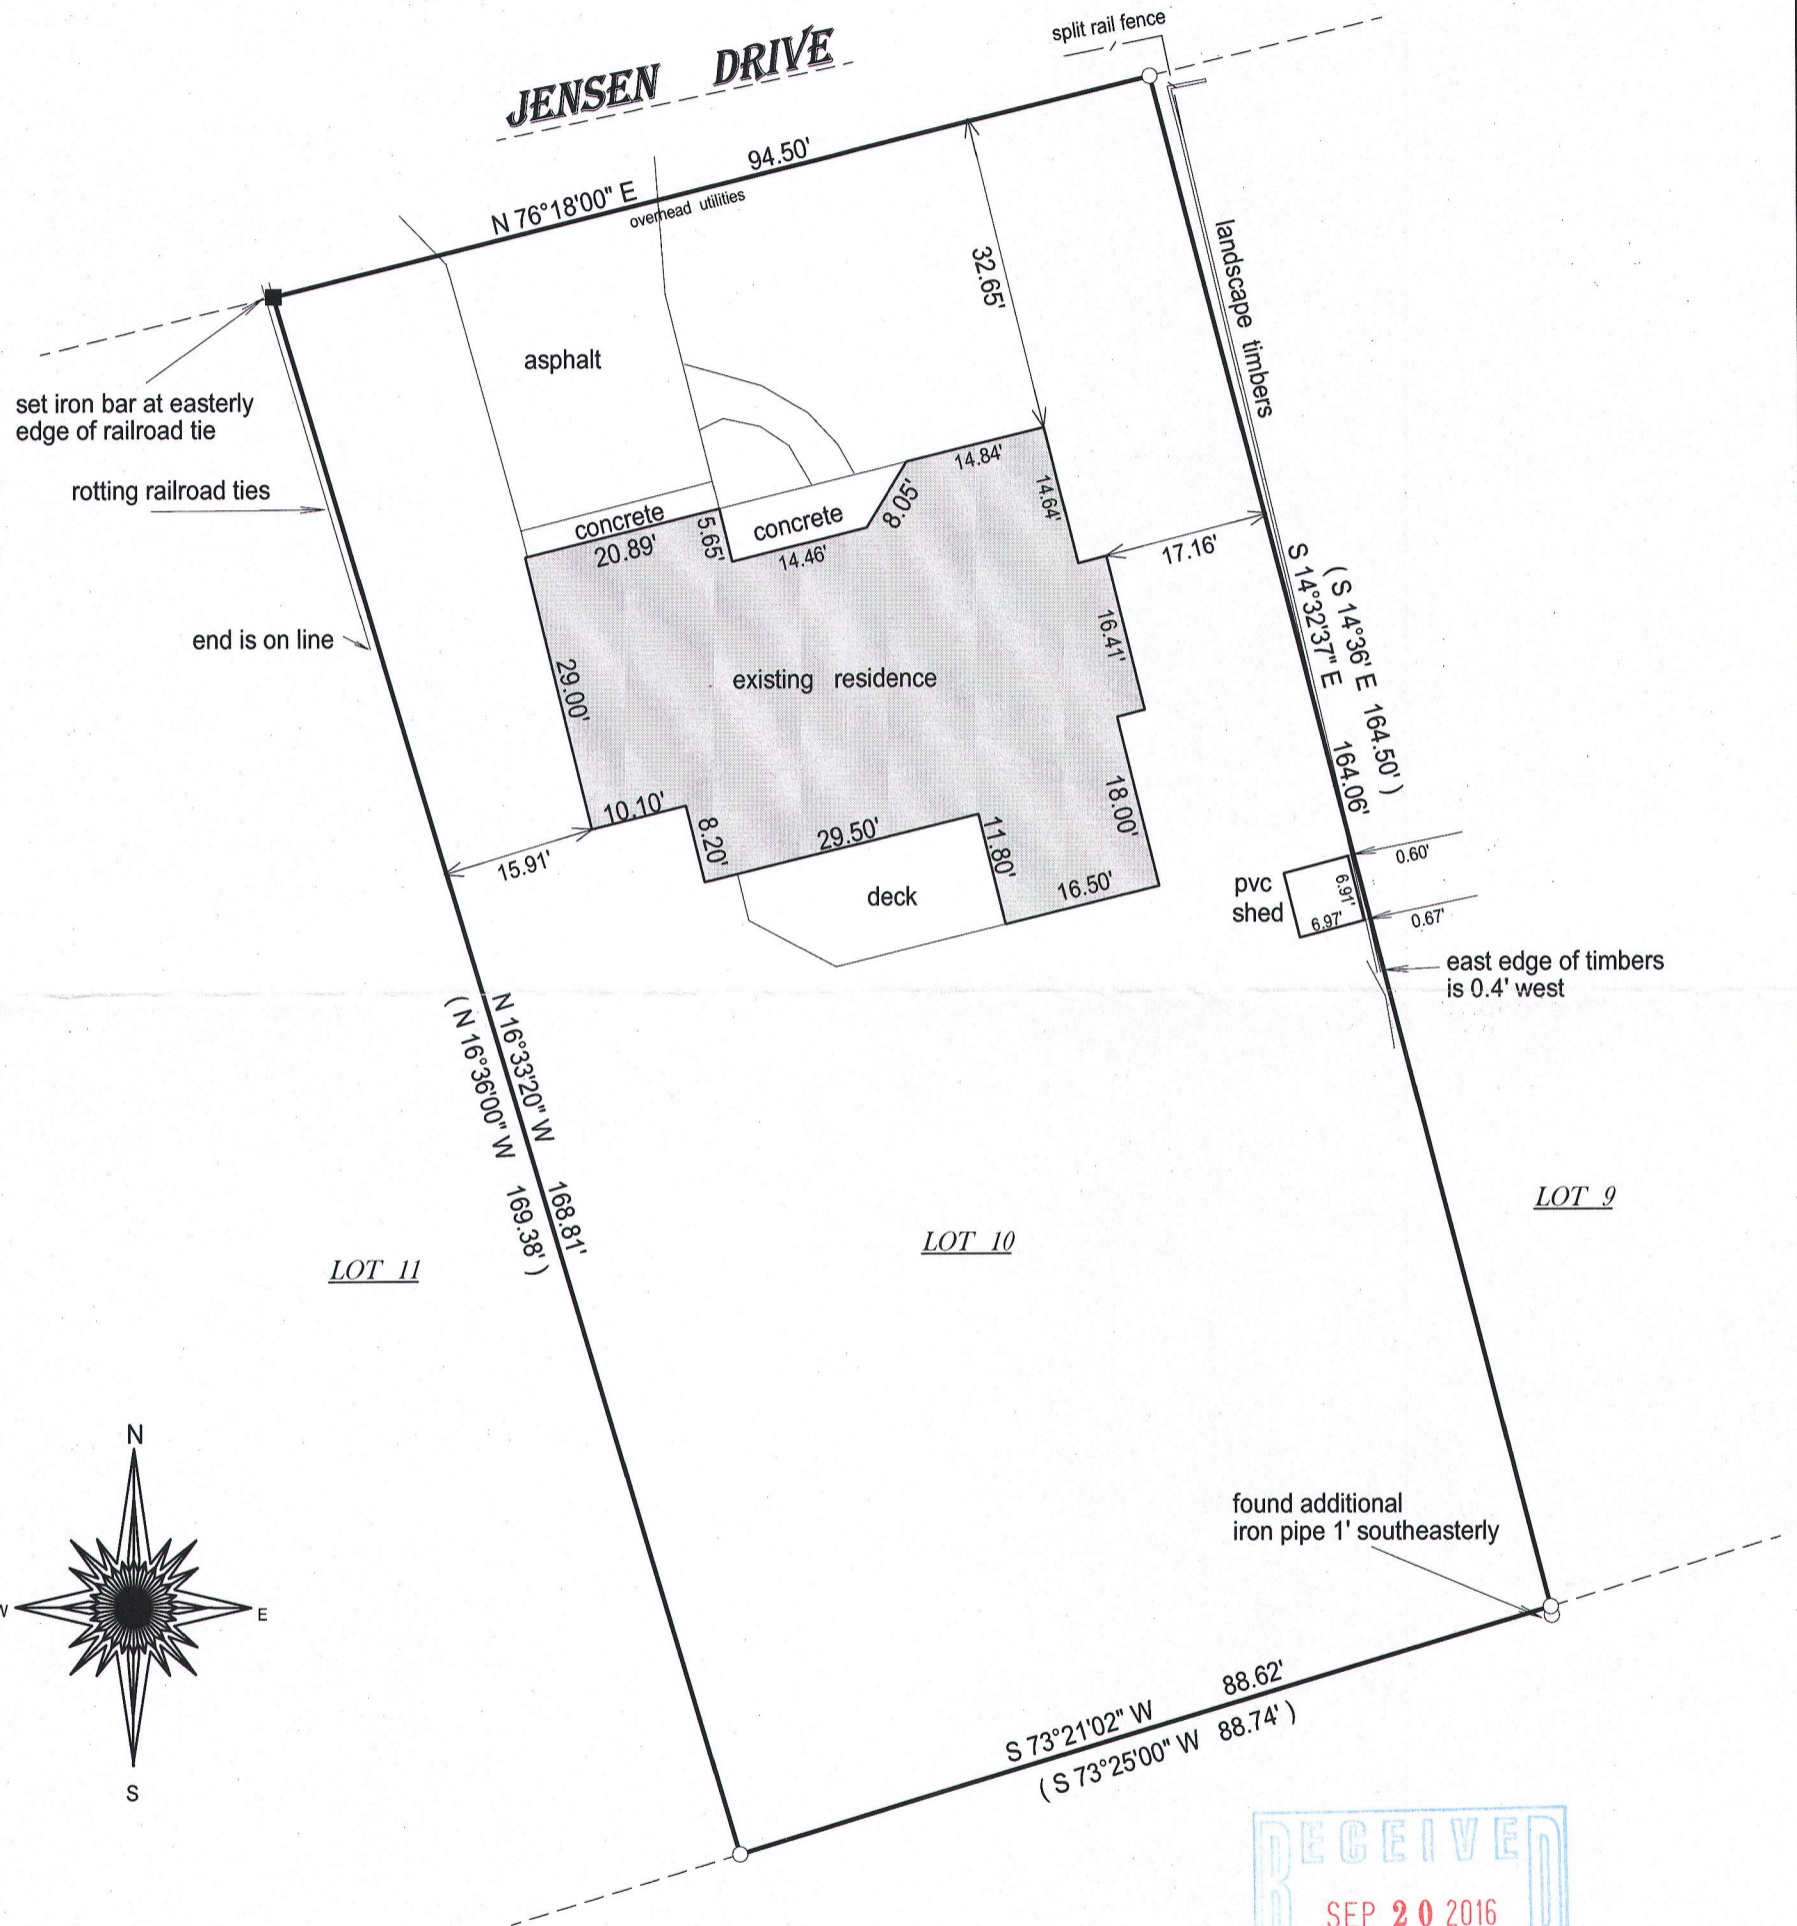 split rail fence
JENSEN DRIVE
94.50'
N 76°18'00" E
overhead utilities
32.65'
landscape timbers
asphalt
set iron bar at easterly
edge of railroad tie
rotting railroad ties
14.84'
14.64'
8.05'
concrete
concrete
5.65'
20.89'
14.46'
17.16'
S 14°32'37" E 164.06'
( S 14°36' E 164.50' )
end is on line
29.00'
existing residence
16.41'
10.10'
8.20'
29.50'
11.80'
18.00'
15.91'
deck
16.50'
0.60'
pvc
shed
6.91'
6.97'
0.67'
east edge of timbers
is 0.4' west
N 16°33'20" W 168.81'
( N 16°36'00" W 169.38' )
LOT 9
LOT 10
LOT 11
N
W
E
S
found additional
iron pipe 1' southeasterly
88.62'
S 73°21'02" W
( S 73°25'00" W 88.74' )
RECEIVED
SEP 20 2016